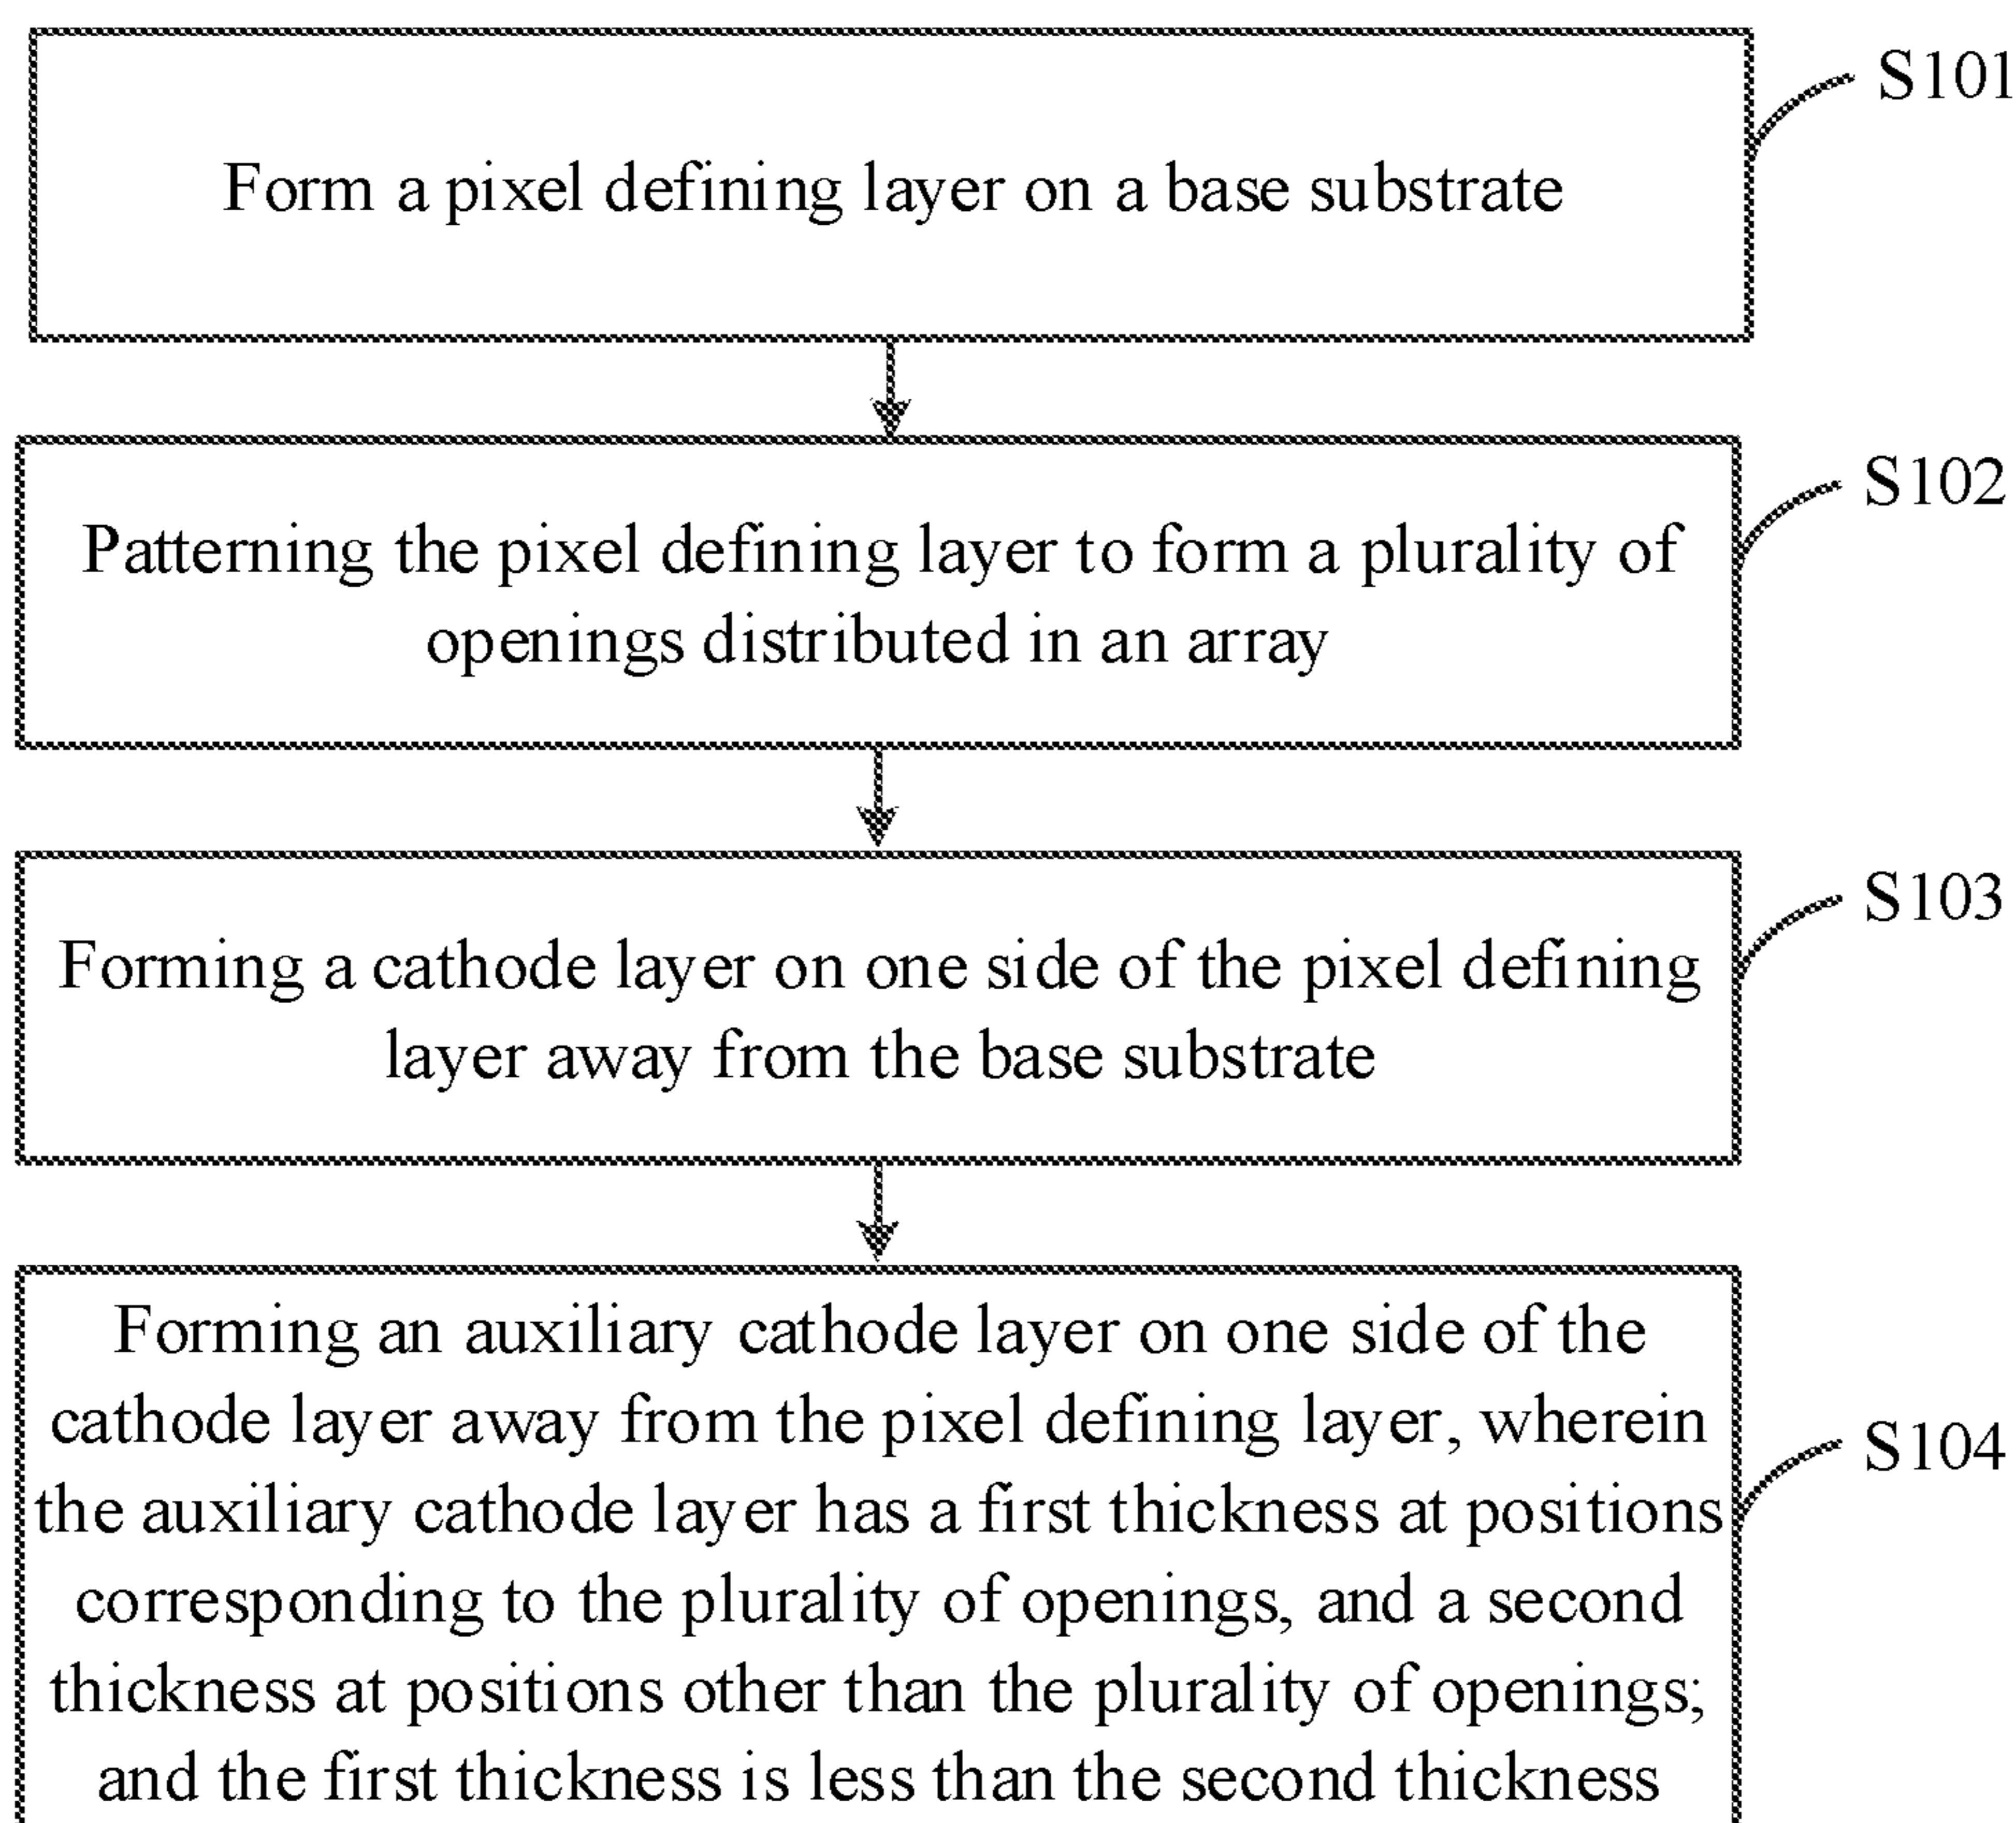 S101
Form a pixel defining layer on a base substrate
S102
Patterning the pixel defining layer to form a plurality of
openings distributed in an array
S103
Forming a cathode layer on one side of the pixel defining
layer away from the base substrate
Forming an auxiliary cathode layer on one side of the
cathode layer away from the pixel defining layer, wherein
S104
the auxiliary cathode layer has a first thickness at positions
corresponding to the plurality of openings, and a second
thickness at positions other than the plurality of openings;
and the first thickness is less than the second thickness